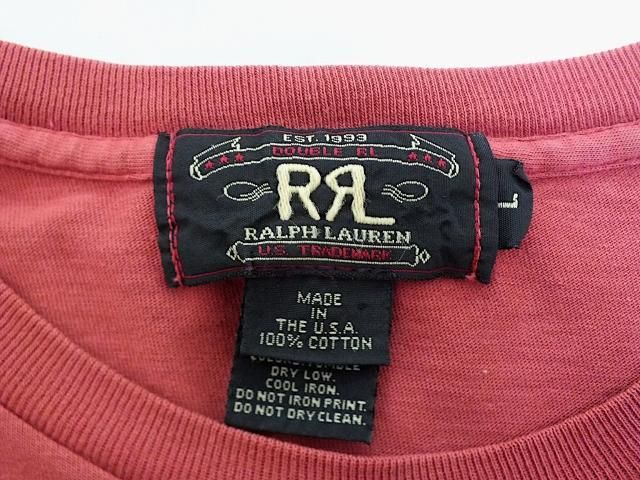 EST. 1993
DOUBLE RL
RRL
RALPH LAUREN
U.S. TRADEMARK
L
MADE
IN
THE U.S.A.
100% COTTON
DRY LOW.
COOL IRON.
DO NOT IRON PRINT.
DO NOT DRY CLEAN.